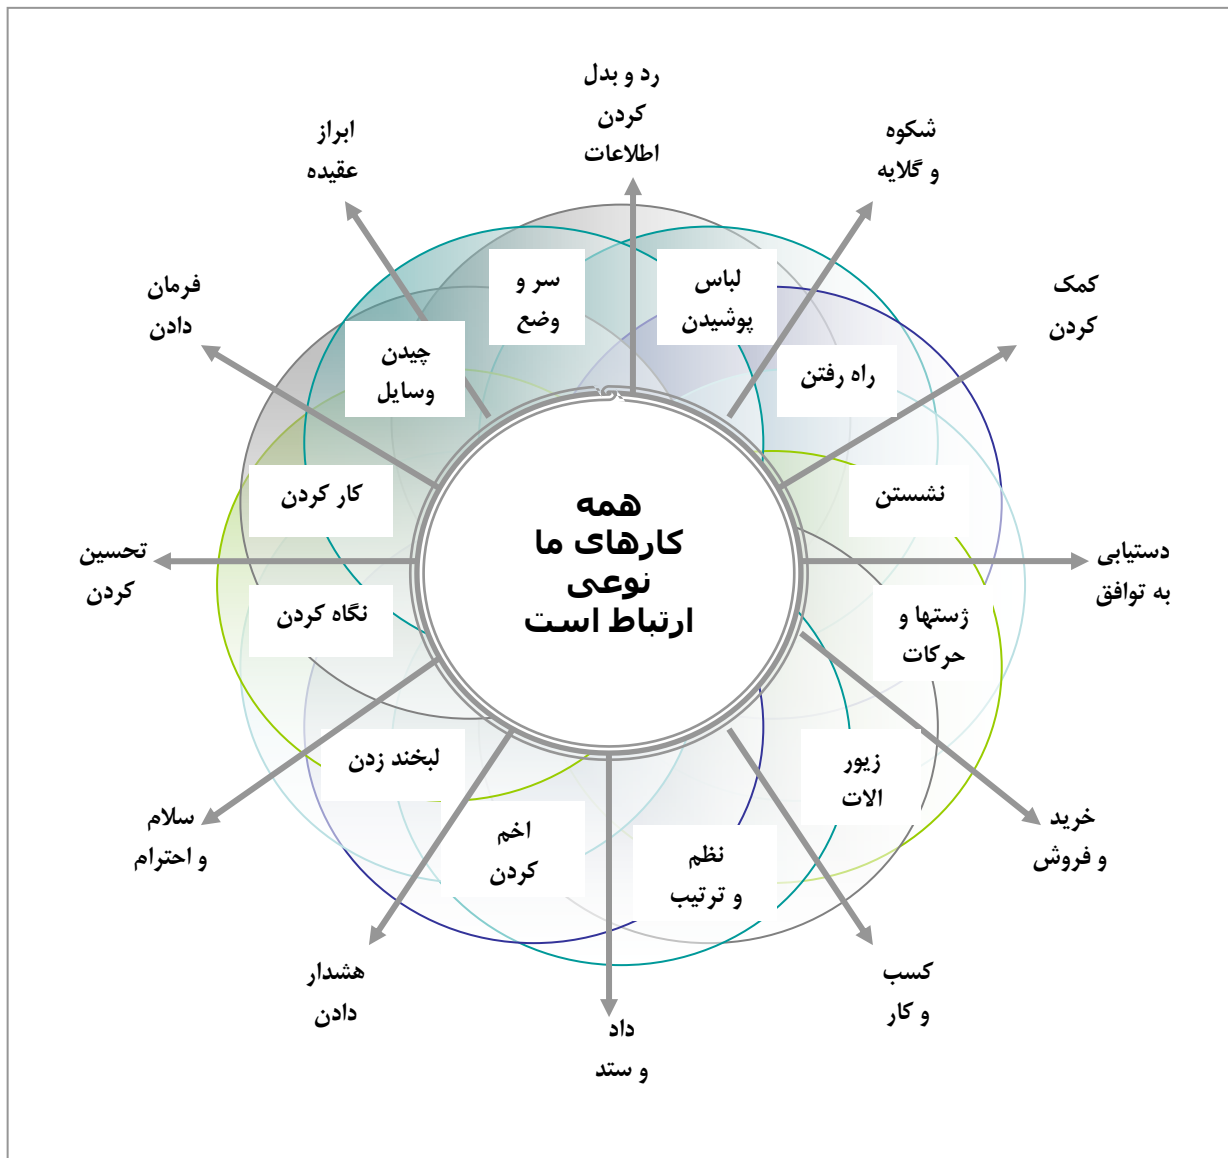 رد و بدل
کردن
اطلاعات
شکوه
و گلایه
ابراز
عقیده
کمک
کردن
فرمان
دادن
لباس
پوشیدن
سر و
وضع
راه رفتن
چیدن
وسایل
نشستن
کار کردن
همه
کارهای ما
نوعی
ارتباط است
دستیابی
به توافق
تحسین
کردن
ژستها و
حرکات
نگاه کردن
زیور
الات
لبخند زدن
خرید
و فروش
سلام
و احترام
نظم
و ترتیب
اخم
کردن
کسب
و کار
هشدار
دادن
داد
و ستد